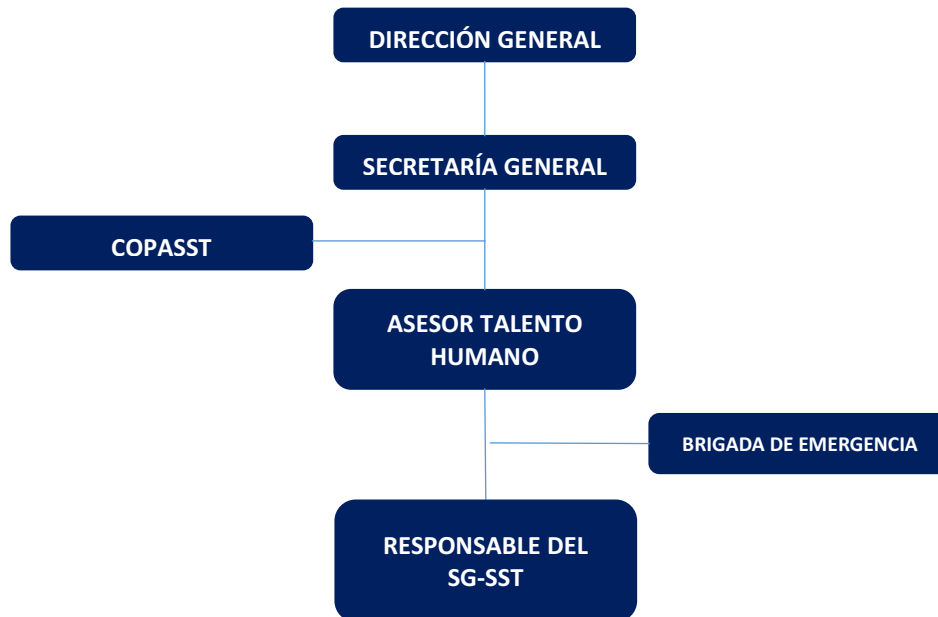 DIRECCIÓN GENERAL
SECRETARÍA GENERAL
COPASST
ASESOR TALENTO
HUMANO
BRIGADA DE EMERGENCIA
RESPONSABLE DEL
SG-SST